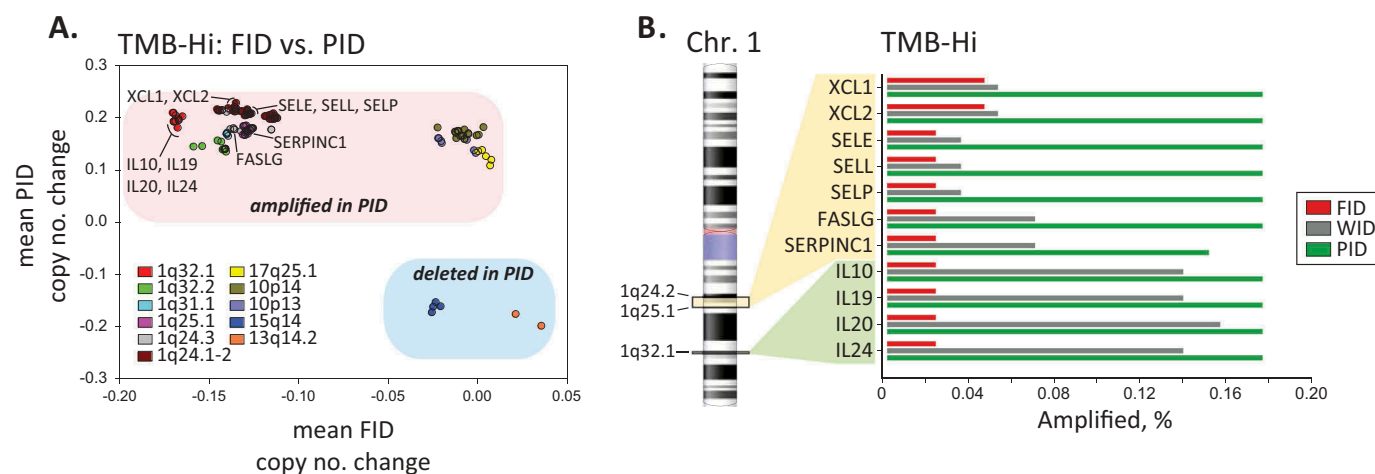 A.
TMB-Hi: FID vs. PID
0.3
0.2
0.1
0.0
-0.1
-0.2
-0.3
mean PID
copy no. change
XCL1, XCL2
SELE, SELL, SELP
SERPINC1
FASLG
IL10, IL19
IL20, IL24
amplified in PID
deleted in PID
1q32.1
1q32.2
1q31.1
1q25.1
1q24.3
1q24.1-2
17q25.1
10p14
10p13
15q14
13q14.2
-0.20
-0.15
-0.10
-0.05
0.00
0.05
mean FID
copy no. change
B.
Chr. 1
TMB-Hi
1q24.2
1q25.1
1q32.1
XCL1
XCL2
SELE
SELL
SELP
FASLG
SERPINC1
IL10
IL19
IL20
IL24
0
0.04
0.08
0.12
0.16
0.20
Amplified, %
FID
WID
PID